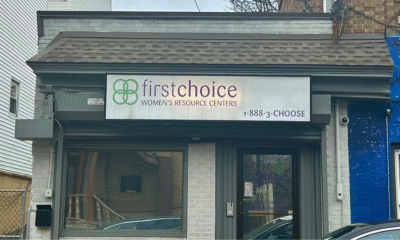 firstchoice
WOMEN'S RESOURCE CENTERS
1-888-3-CHOOSE